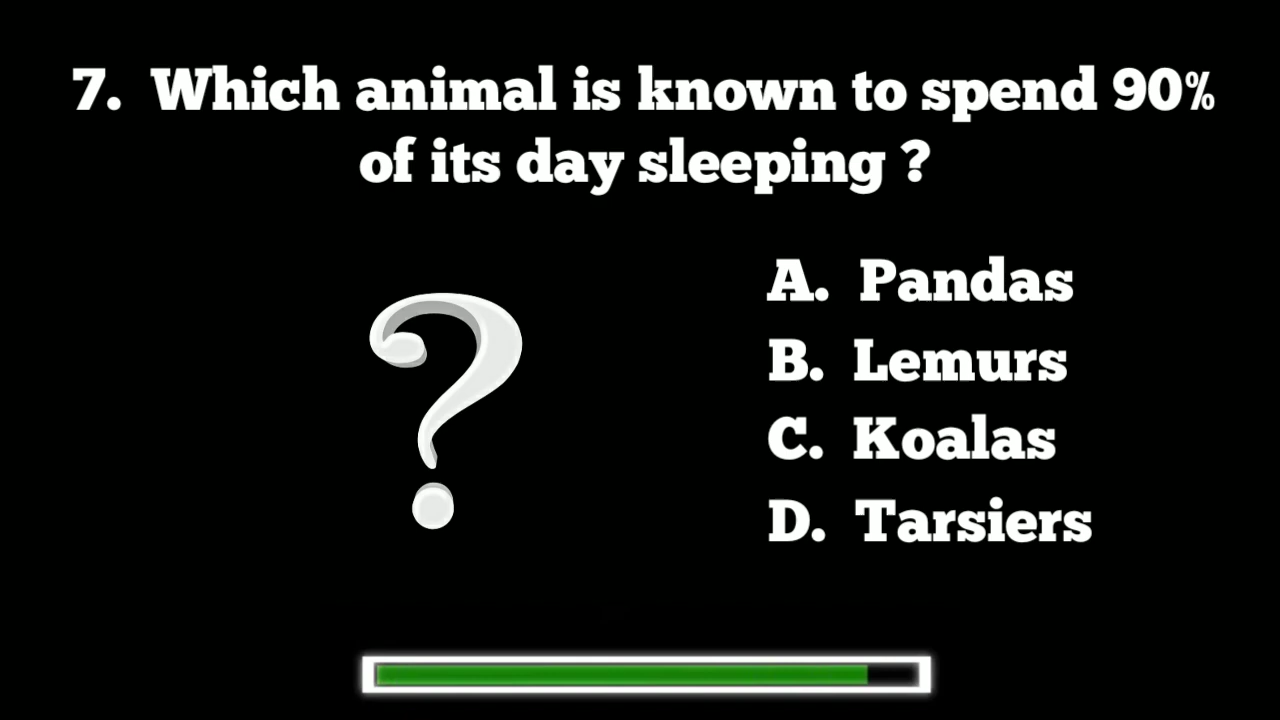 7. Which animal is known to spend 90%
of its day sleeping ?
?
A. Pandas
B. Lemurs
C. Koalas
D. Tarsiers